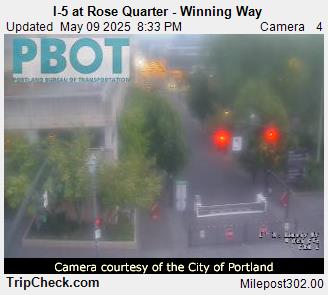 I-5 at Rose Quarter - Winning Way
Updated May 09 2025 8:33 PM Camera 4
PBOT
PORTLAND BUREAU OF TRANSPORTATION
Camera courtesy of the City of Portland
TripCheck.com Milepost302.00